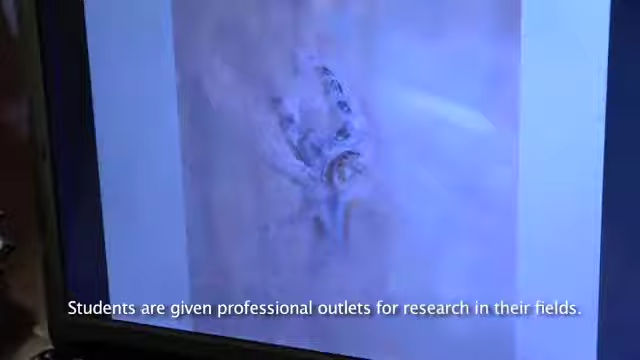 Students are given professional outlets for research in their fields.